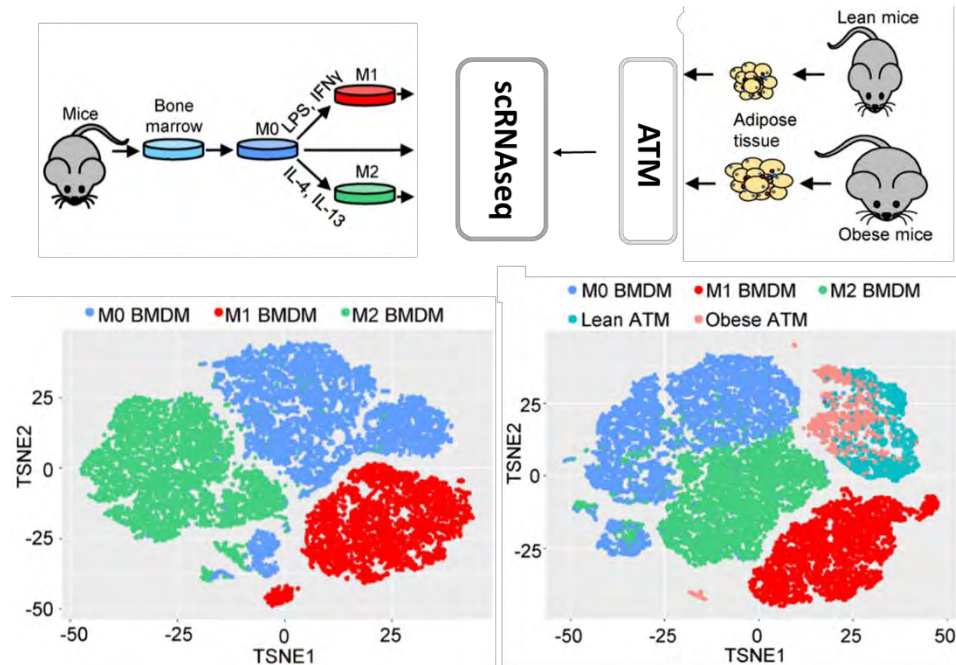 Mice
Bone
marrow
M0
LPS, IFNγ
IL-4, IL-13
M1
M2
scRNAseq
ATM
Lean mice
Adipose
tissue
Obese mice
M0 BMDM M1 BMDM M2 BMDM
TSNE2
25
0
-25
-50
-50 -25 0 25
TSNE1
M0 BMDM M1 BMDM M2 BMDM
Lean ATM Obese ATM
TSNE2
25
0
-25
-50 -25 0 25 50
TSNE1